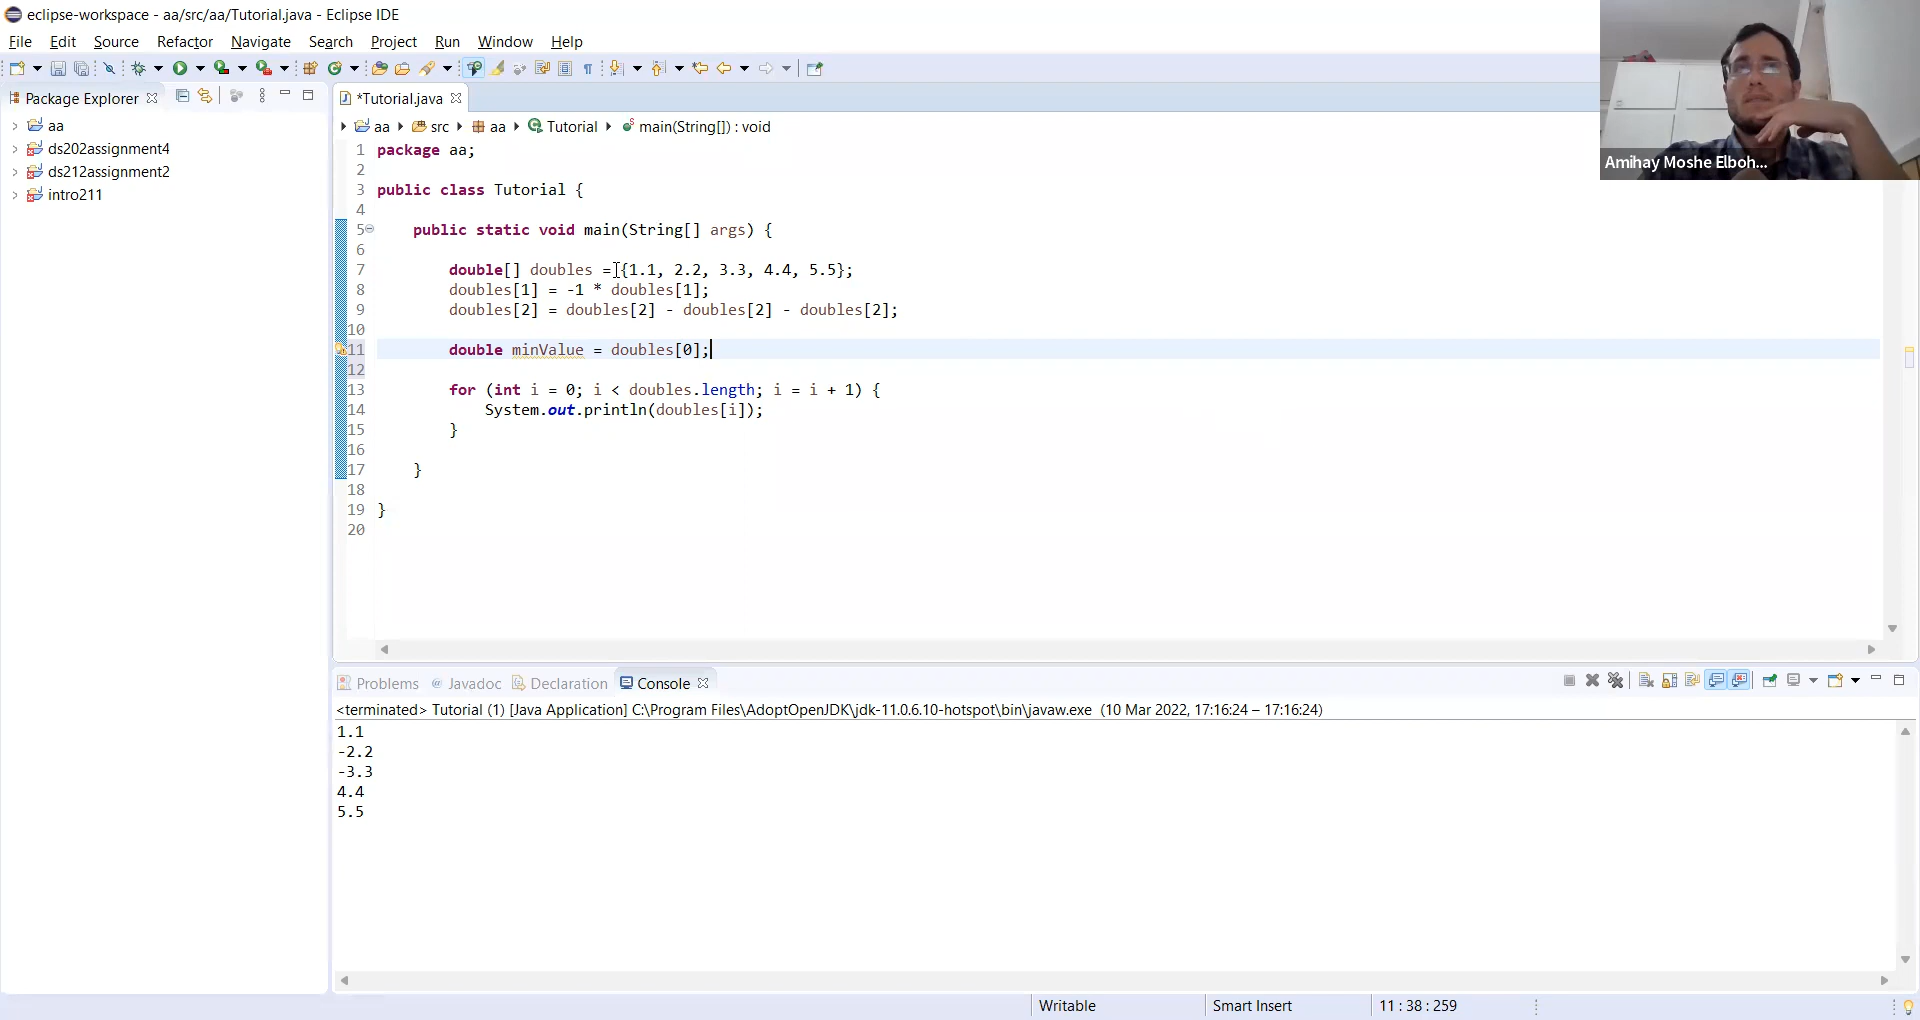 eclipse-workspace - aa/src/aa/Tutorial.java - Eclipse IDE
File Edit Source Refactor Navigate Search Project Run Window Help
Package Explorer
aa
ds202assignment4
ds212assignment2
intro211
*Tutorial.java
aa src aa Tutorial main(String[]) : void
1 package aa;
2
3 public class Tutorial {
4
5 public static void main(String[] args) {
6
7 double[] doubles = {1.1, 2.2, 3.3, 4.4, 5.5};
8 doubles[1] = -1 * doubles[1];
9 doubles[2] = doubles[2] - doubles[2] - doubles[2];
10
11 double minValue = doubles[0];
12
13 for (int i = 0; i < doubles.length; i = i + 1) {
14 System.out.println(doubles[i]);
15 }
16
17 }
18
19 }
20
Amihay Moshe Elboh...
Problems @ Javadoc Declaration Console
<terminated> Tutorial (1) [Java Application] C:\Program Files\AdoptOpenJDK\jdk-11.0.6.10-hotspot\bin\javaw.exe (10 Mar 2022, 17:16:24 – 17:16:24)
1.1
-2.2
-3.3
4.4
5.5
Writable Smart Insert 11 : 38 : 259